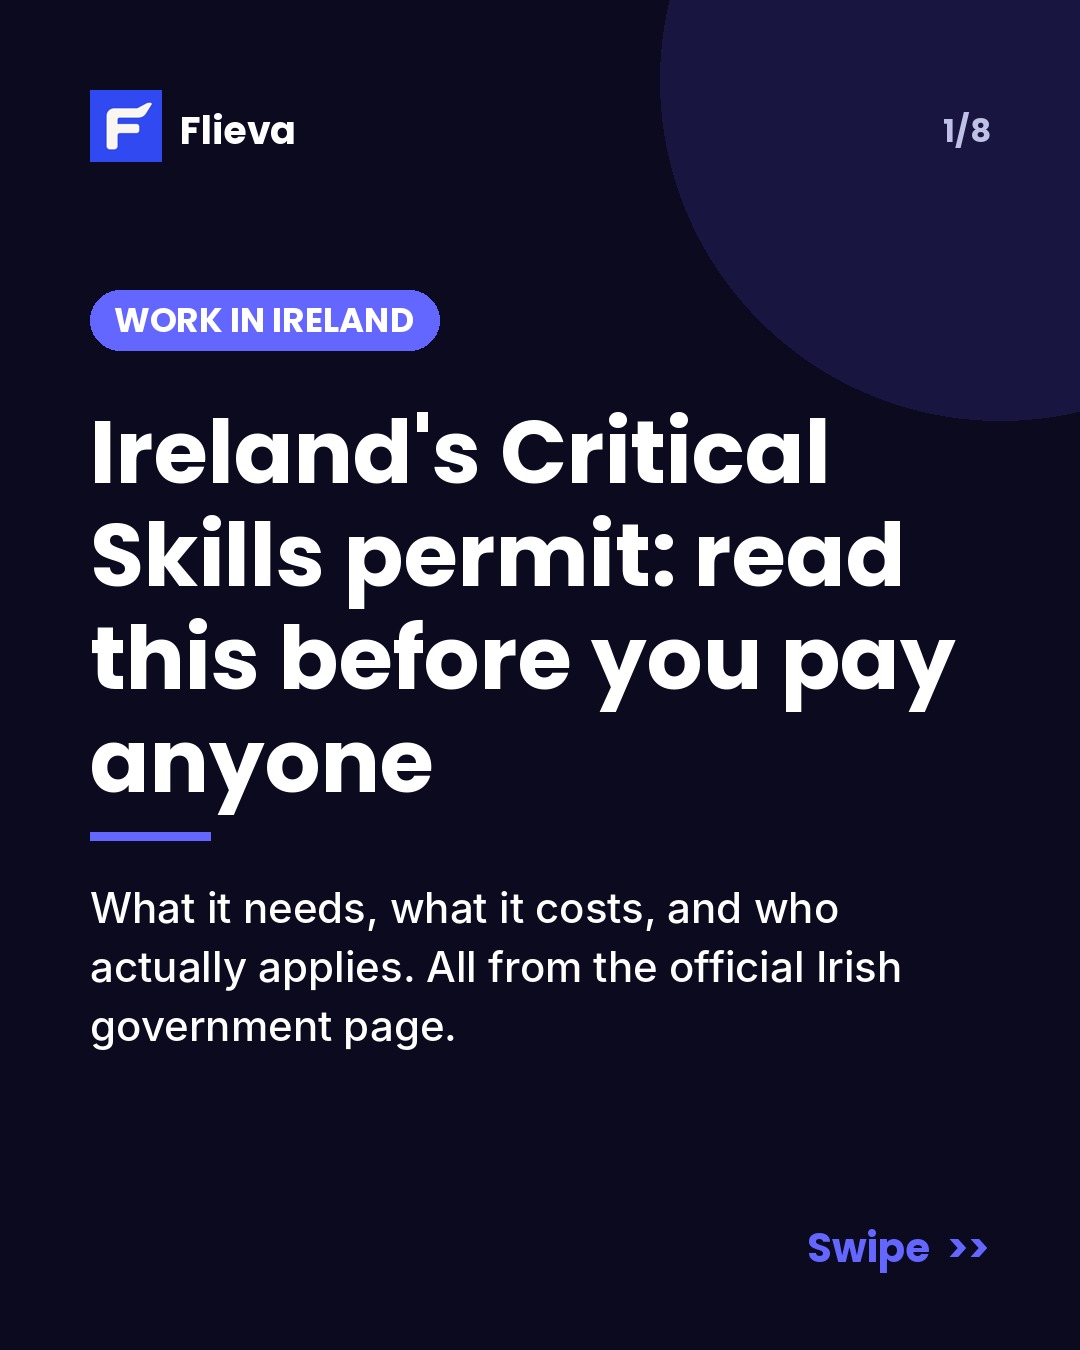 Flieva
1/8
WORK IN IRELAND
Ireland's Critical
Skills permit: read
this before you pay
anyone
What it needs, what it costs, and who
actually applies. All from the official Irish
government page.
Swipe >>